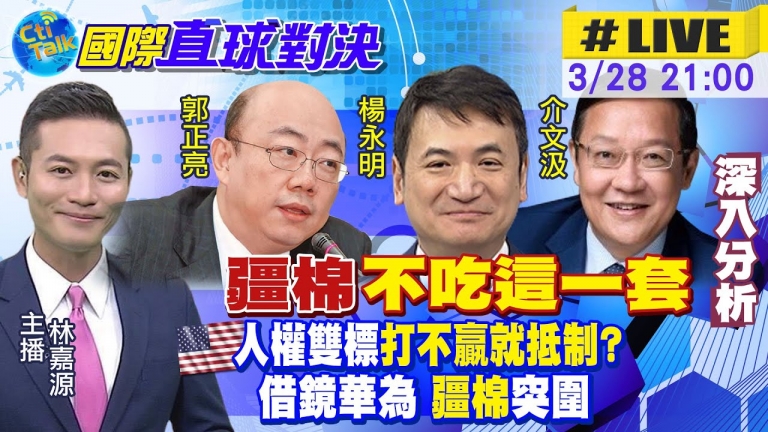 Cti Talk
國際直球對決
#LIVE
3/28 21:00
郭正亮
楊永明
介文汲
深入分析
主播
林嘉源
疆棉不吃這一套
人權雙標打不贏就抵制?
借鏡華為 疆棉突圍